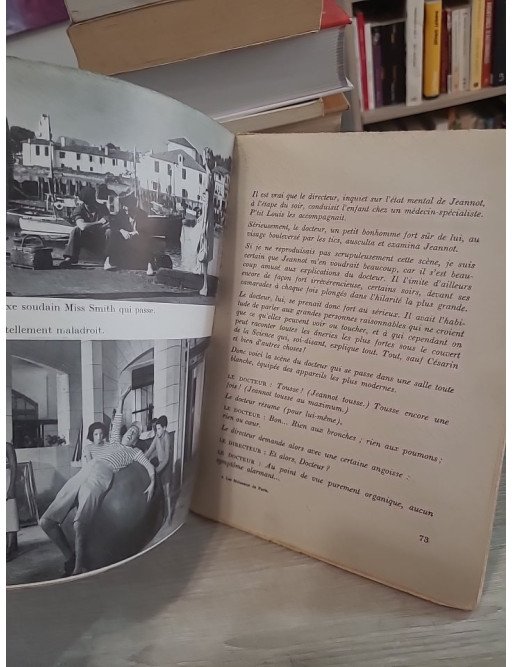 xe soudain Miss Smith qui passe.
tellement maladroit.
Il est vrai que le directeur, inquiet sur l'état mental de Jeannot,
à l'étape du soir, conduisit l'enfant chez un médecin-spécialiste.
P'tit Louis les accompagnait.
Sérieusement, le docteur, un petit bonhomme fort sûr de lui, au
visage bouleversé par les tics, ausculta et examina Jeannot.
Si je ne reproduisais pas scrupuleusement cette scène, je suis
certain que Jeannot m'en voudrait beaucoup, car il s'est beau-
coup amusé aux explications du docteur. Il l'imite d'ailleurs
encore de façon fort irrévérencieuse, certains soirs, devant ses
camarades à chaque fois plongés dans l'hilarité la plus grande.
Le docteur, lui, se prenait donc fort au sérieux. Il avait l'habi-
tude de parler aux grandes personnes raisonnables qui ne croient
que ce qu'elles peuvent voir ou toucher, et à qui cependant on
peut raconter toutes les âneries les plus fortes sous le couvert
de la Science qui, soi-disant, explique tout. Tout, sauf Césarin
et bien d'autres choses !
Donc voici la scène du docteur qui se passe dans une salle toute
blanche, équipée des appareils les plus modernes.
LE DOCTEUR : Tousse ! (Jeannot tousse.) Tousse encore une
fois ! (Jeannot tousse au maximum.)
Le docteur résume (pour lui-même).
LE DOCTEUR : Bon... Rien aux bronches ; rien aux poumons ;
rien au cœur.
Le directeur demande alors avec une certaine angoisse :
LE DIRECTEUR : Et alors, Docteur ?
LE DOCTEUR : Au point de vue purement organique, aucun
symptôme alarmant...
73